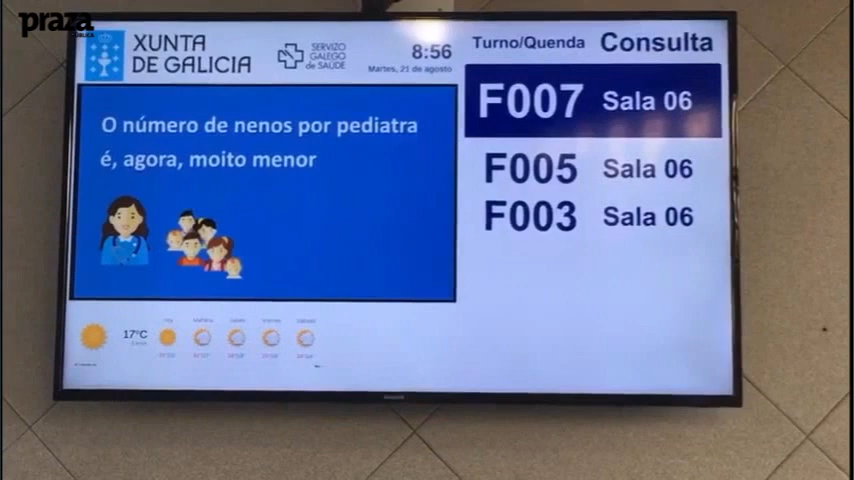 praza
PÚBLICA
XUNTA
DE GALICIA
SERVIZO
GALEGO
de SAÚDE
8:56
Martes, 21 de agosto
Turno/Quenda Consulta
F007 Sala 06
F005 Sala 06
F003 Sala 06
O número de nenos por pediatra
é, agora, moito menor
17°C